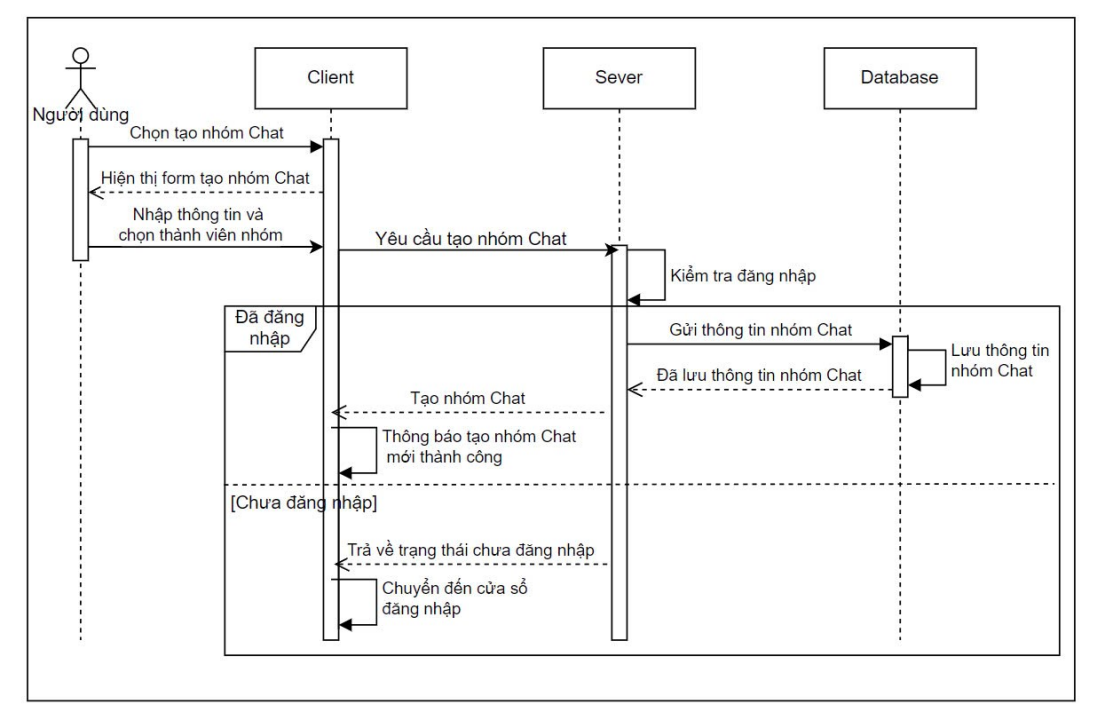 Client
Sever
Database
Người dùng
Chọn tạo nhóm Chat
Hiện thị form tạo nhóm Chat
Nhập thông tin và
chọn thành viên nhóm
Yêu cầu tạo nhóm Chat
Kiểm tra đăng nhập
Đã đăng
nhập
Gửi thông tin nhóm Chat
Lưu thông tin
nhóm Chat
Đã lưu thông tin nhóm Chat
Tạo nhóm Chat
Thông báo tạo nhóm Chat
mới thành công
[Chưa đăng nhập]
Trả về trạng thái chưa đăng nhập
Chuyển đến cửa sổ
đăng nhập